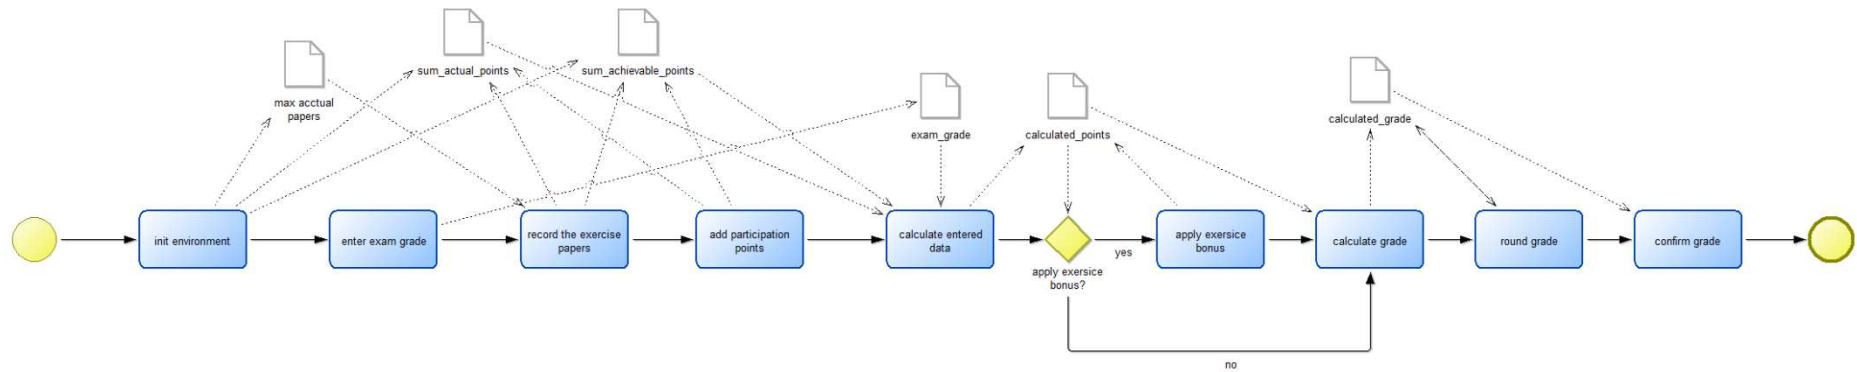 max acctual
papers
sum_actual_points
sum_achievable_points
exam_grade
calculated_points
calculated_grade
init environment
enter exam grade
record the exercise
papers
add participation
points
calculate entered
data
apply exersice
bonus?
yes
apply exersice
bonus
calculate grade
round grade
confirm grade
no